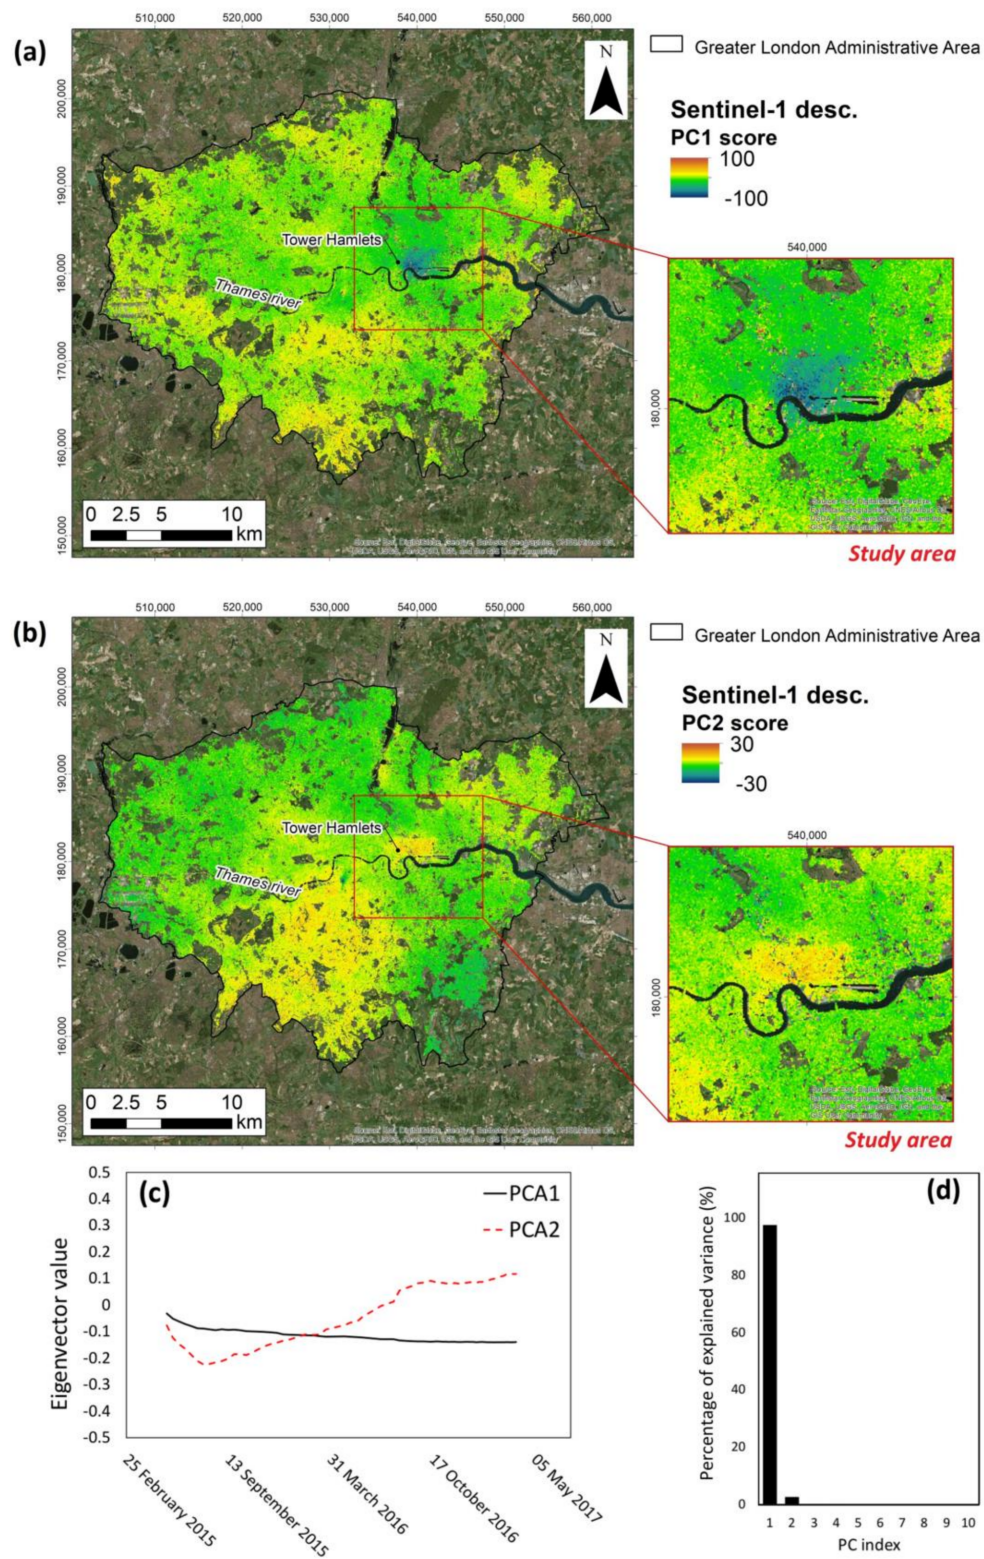 (a)
510,000 520,000 530,000 540,000 550,000 560,000
200,000
190,000
180,000
170,000
160,000
150,000
N
Tower Hamlets
Thames river
0 2.5 5 10
km
Greater London Administrative Area
Sentinel-1 desc.
PC1 score
100
-100
540,000
180,000
Study area
(b)
510,000 520,000 530,000 540,000 550,000 560,000
200,000
190,000
180,000
170,000
160,000
150,000
N
Tower Hamlets
Thames river
0 2.5 5 10
km
Greater London Administrative Area
Sentinel-1 desc.
PC2 score
30
-30
540,000
180,000
Study area
(c)
Eigenvector value
0.5
0.4
0.3
0.2
0.1
0
-0.1
-0.2
-0.3
-0.4
-0.5
PCA1
PCA2
25 February 2015
13 September 2015
31 March 2016
17 October 2016
05 May 2017
(d)
Percentage of explained variance (%)
100
80
60
40
20
0
1 2 3 4 5 6 7 8 9 10
PC index